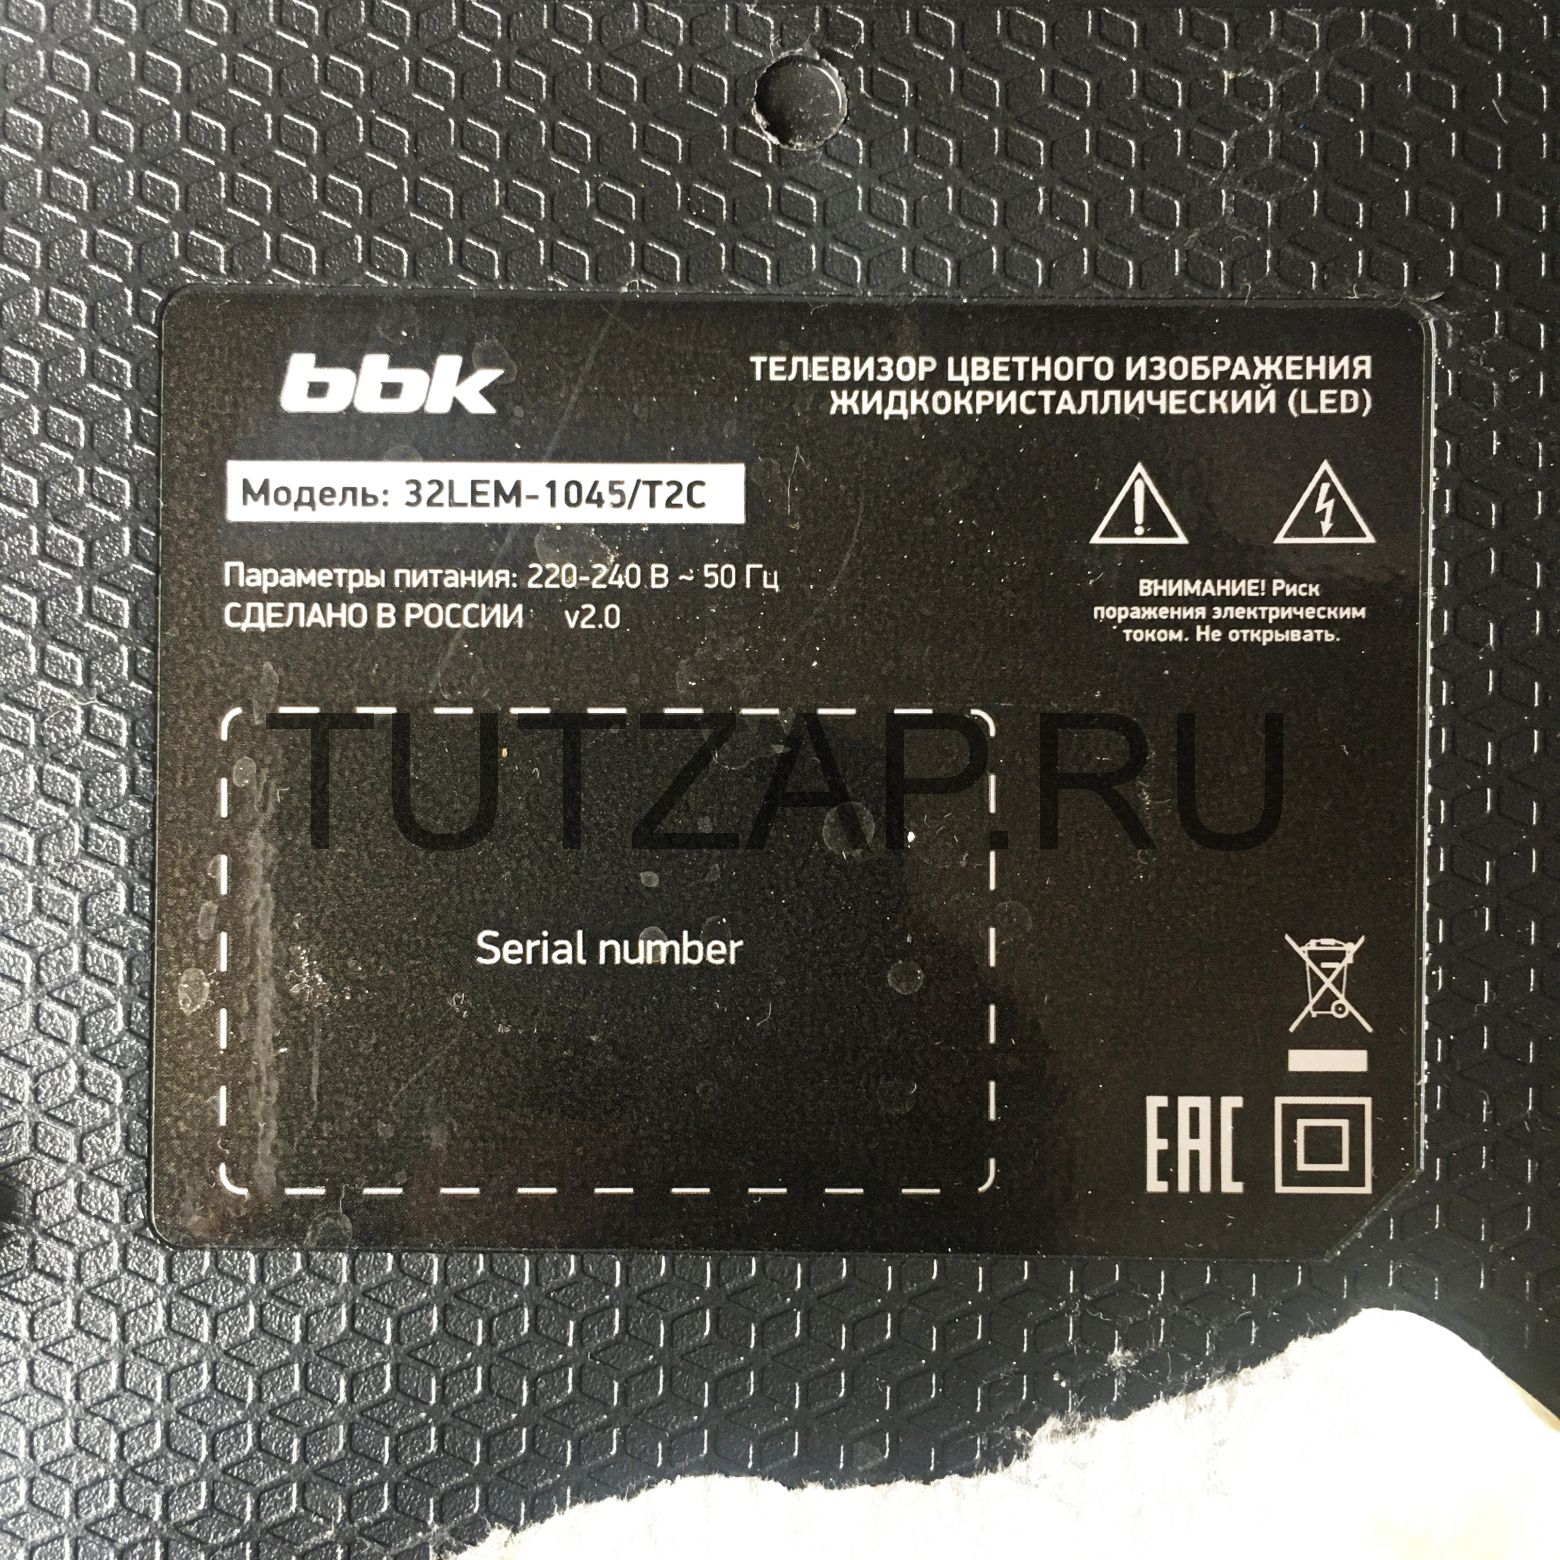 bbk
ТЕЛЕВИЗОР ЦВЕТНОГО ИЗОБРАЖЕНИЯ
ЖИДКОКРИСТАЛЛИЧЕСКИЙ (LED)
Модель: 32LEM-1045/T2C
Параметры питания: 220-240 В ~ 50 Гц
СДЕЛАНО В РОССИИ v2.0
ВНИМАНИЕ! Риск
поражения электрическим
током. Не открывать.
TUTZAP.RU
Serial number
EAC